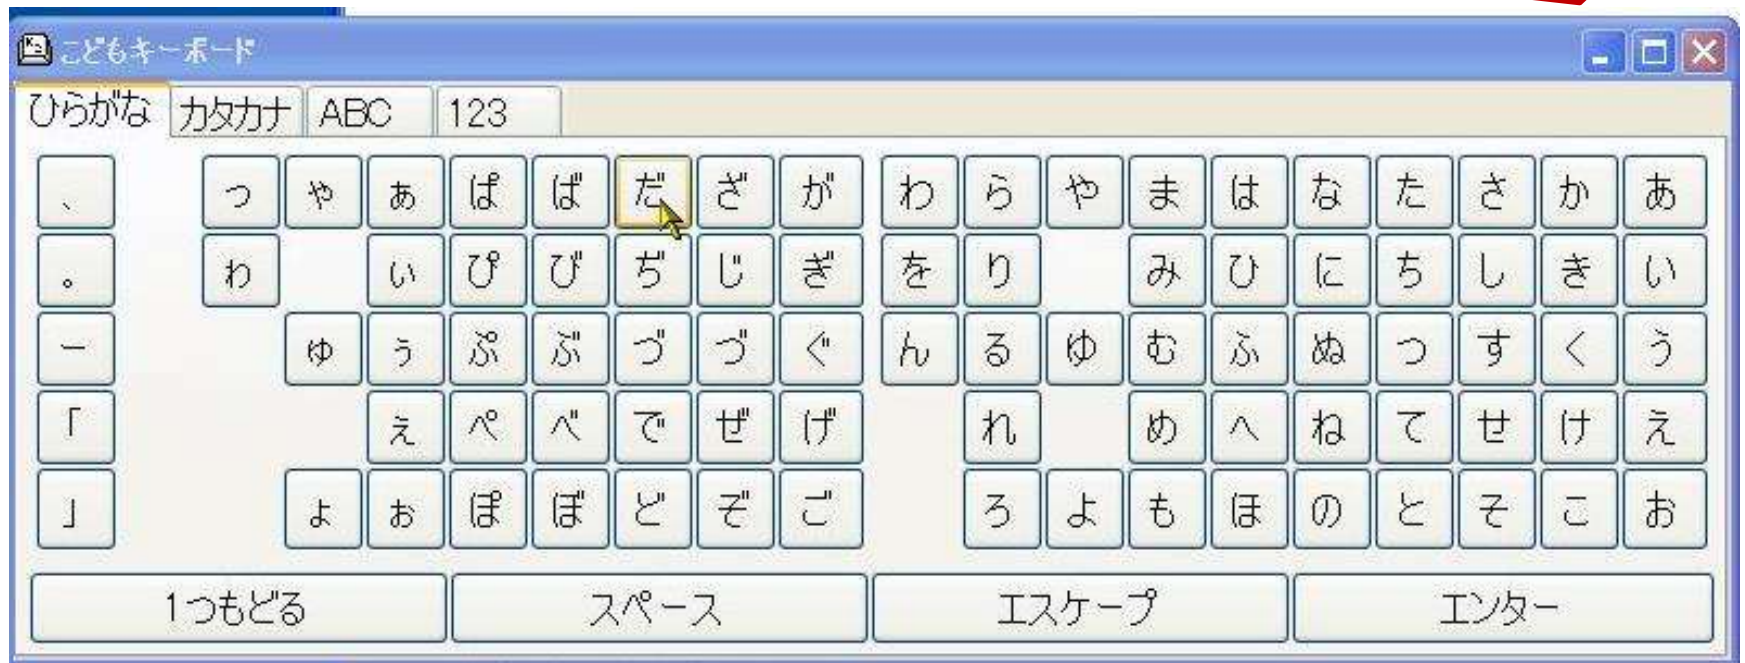 こどもキーボード
ひらがな カタカナ ABC 123
、 っ ゃ ぁ ぱ ば だ ざ が わ ら や ま は な た さ か あ
。 ゎ ぃ ぴ び ぢ じ ぎ を り み ひ に ち し き い
ー ゅ ぅ ぷ ぶ づ づ ぐ ん る ゆ む ふ ぬ つ す く う
「 ぇ ぺ べ で ぜ げ れ め へ ね て せ け え
」 ょ ぉ ぽ ぼ ど ぞ ご ろ よ も ほ の と そ こ お
1つもどる スペース エスケープ エンター